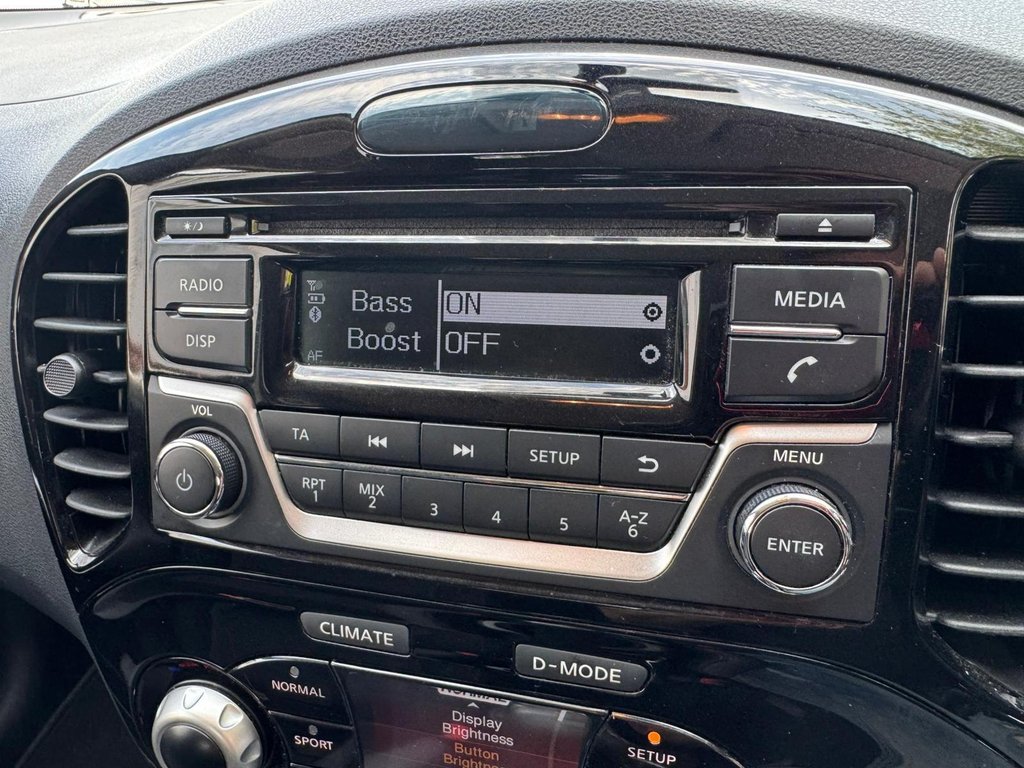 RADIO
DISP
AF
Bass ON
Boost OFF
MEDIA
VOL
TA
SETUP
RPT
1
MIX
2
3
4
5
A-Z
6
MENU
ENTER
CLIMATE
D-MODE
NORMAL
SPORT
NORMAL
Display
Brightness
Button
SETUP